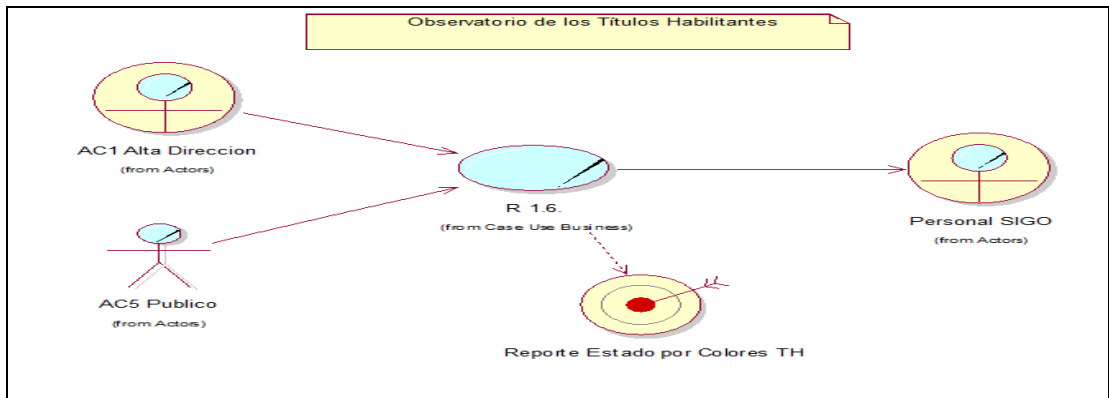 Observatorio de los Títulos Habilitantes
AC1 Alta Direccion
(from Actors)
R 1.6.
(from Case Use Business)
Personal SIGO
(from Actors)
AC5 Publico
(from Actors)
Reporte Estado por Colores TH